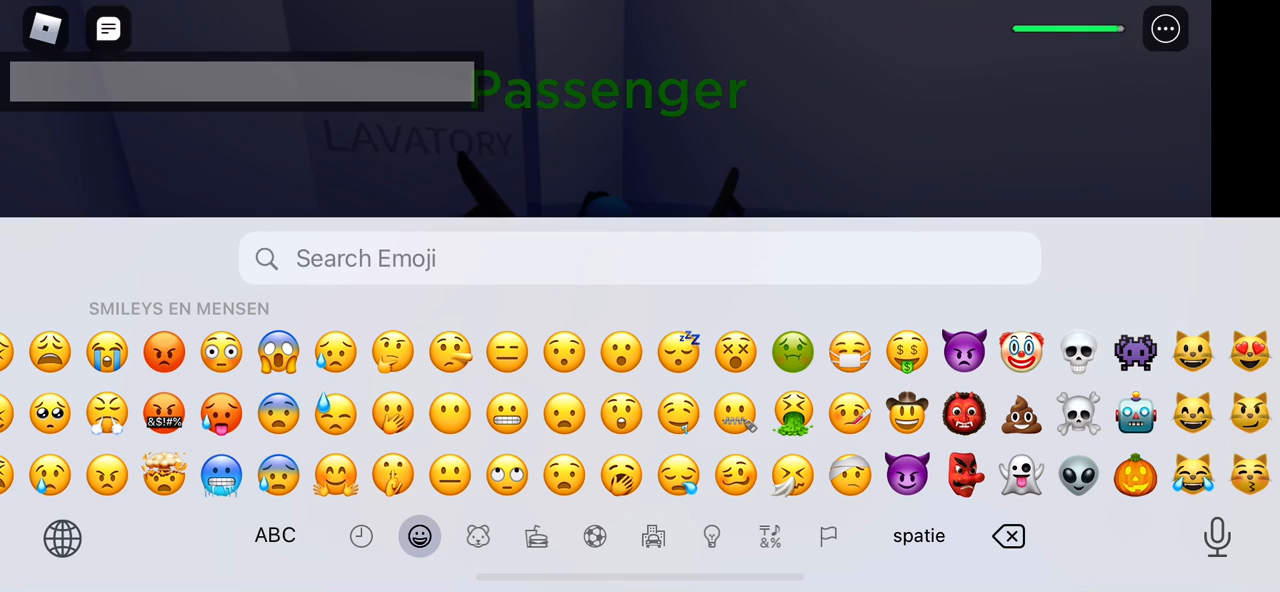 Passenger
LAVATORY
Search Emoji
SMILEYS EN MENSEN
ABC
spatie